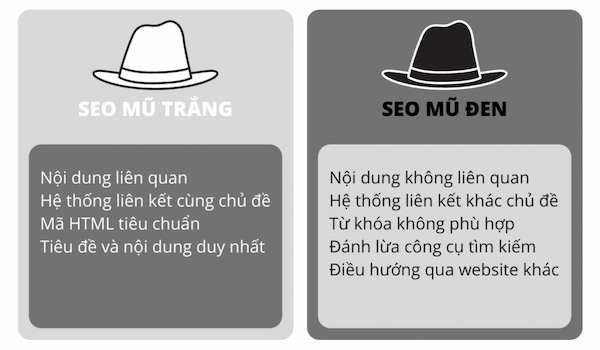 SEO MŨ TRẮNG
Nội dung liên quan
Hệ thống liên kết cùng chủ đề
Mã HTML tiêu chuẩn
Tiêu đề và nội dung duy nhất
SEO MŨ ĐEN
Nội dung không liên quan
Hệ thống liên kết khác chủ đề
Từ khóa không phù hợp
Đánh lừa công cụ tìm kiếm
Điều hướng qua website khác